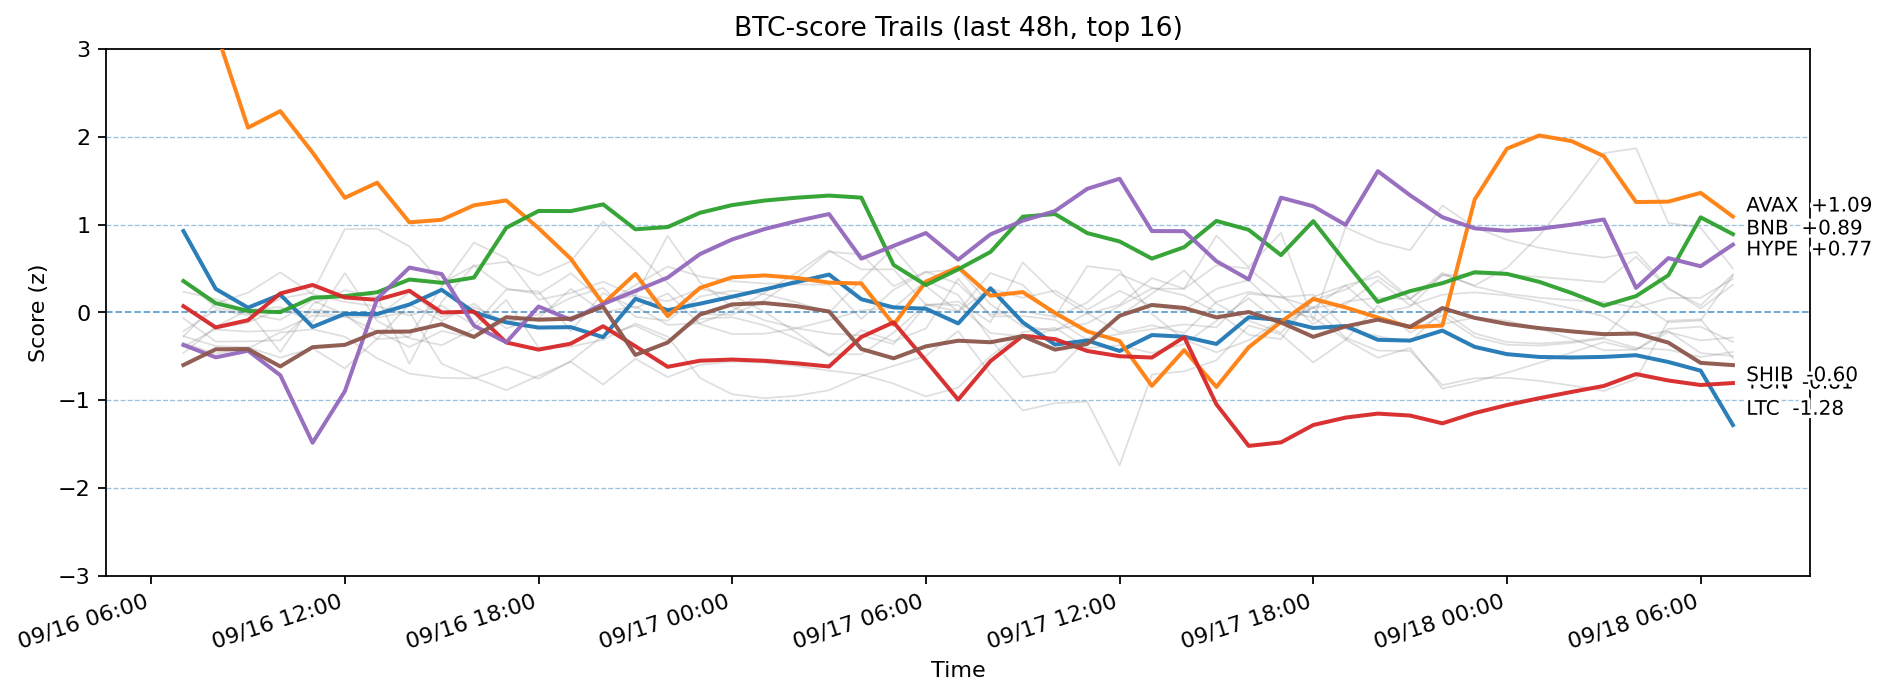 BTC-score Trails (last 48h, top 16)
3
2
1
0
−1
−2
−3
Score (z)
AVAX +1.09
BNB +0.89
HYPE +0.77
SHIB -0.60
LTC -1.28
09/16 06:00
09/16 12:00
09/16 18:00
09/17 00:00
09/17 06:00
09/17 12:00
09/17 18:00
09/18 00:00
09/18 06:00
Time